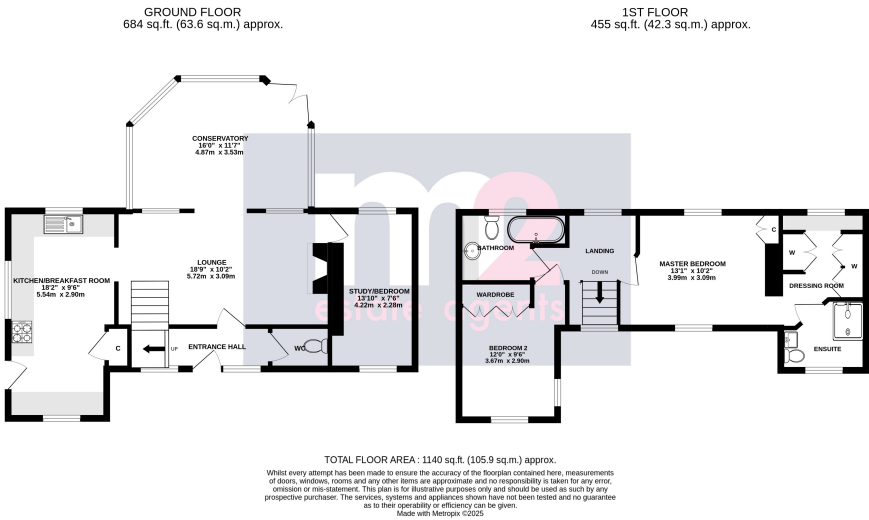 GROUND FLOOR
684 sq.ft. (63.6 sq.m.) approx.
1ST FLOOR
455 sq.ft. (42.3 sq.m.) approx.
CONSERVATORY
16'0" x 11'7"
4.87m x 3.53m
m2
estate agents
KITCHEN/BREAKFAST ROOM
18'2" x 9'6"
5.54m x 2.90m
LOUNGE
18'9" x 10'2"
5.72m x 3.09m
STUDY/BEDROOM
13'10" x 7'6"
4.22m x 2.28m
C
UP
ENTRANCE HALL
WC
BATHROOM
LANDING
DOWN
MASTER BEDROOM
13'1" x 10'2"
3.99m x 3.09m
C
W
W
DRESSING ROOM
WARDROBE
BEDROOM 2
12'0" x 9'6"
3.67m x 2.90m
ENSUITE
TOTAL FLOOR AREA : 1140 sq.ft. (105.9 sq.m.) approx.
Whilst every attempt has been made to ensure the accuracy of the floorplan contained here, measurements
of doors, windows, rooms and any other items are approximate and no responsibility is taken for any error,
omission or mis-statement. This plan is for illustrative purposes only and should be used as such by any
prospective purchaser. The services, systems and appliances shown have not been tested and no guarantee
as to their operability or efficiency can be given.
Made with Metropix ©2025